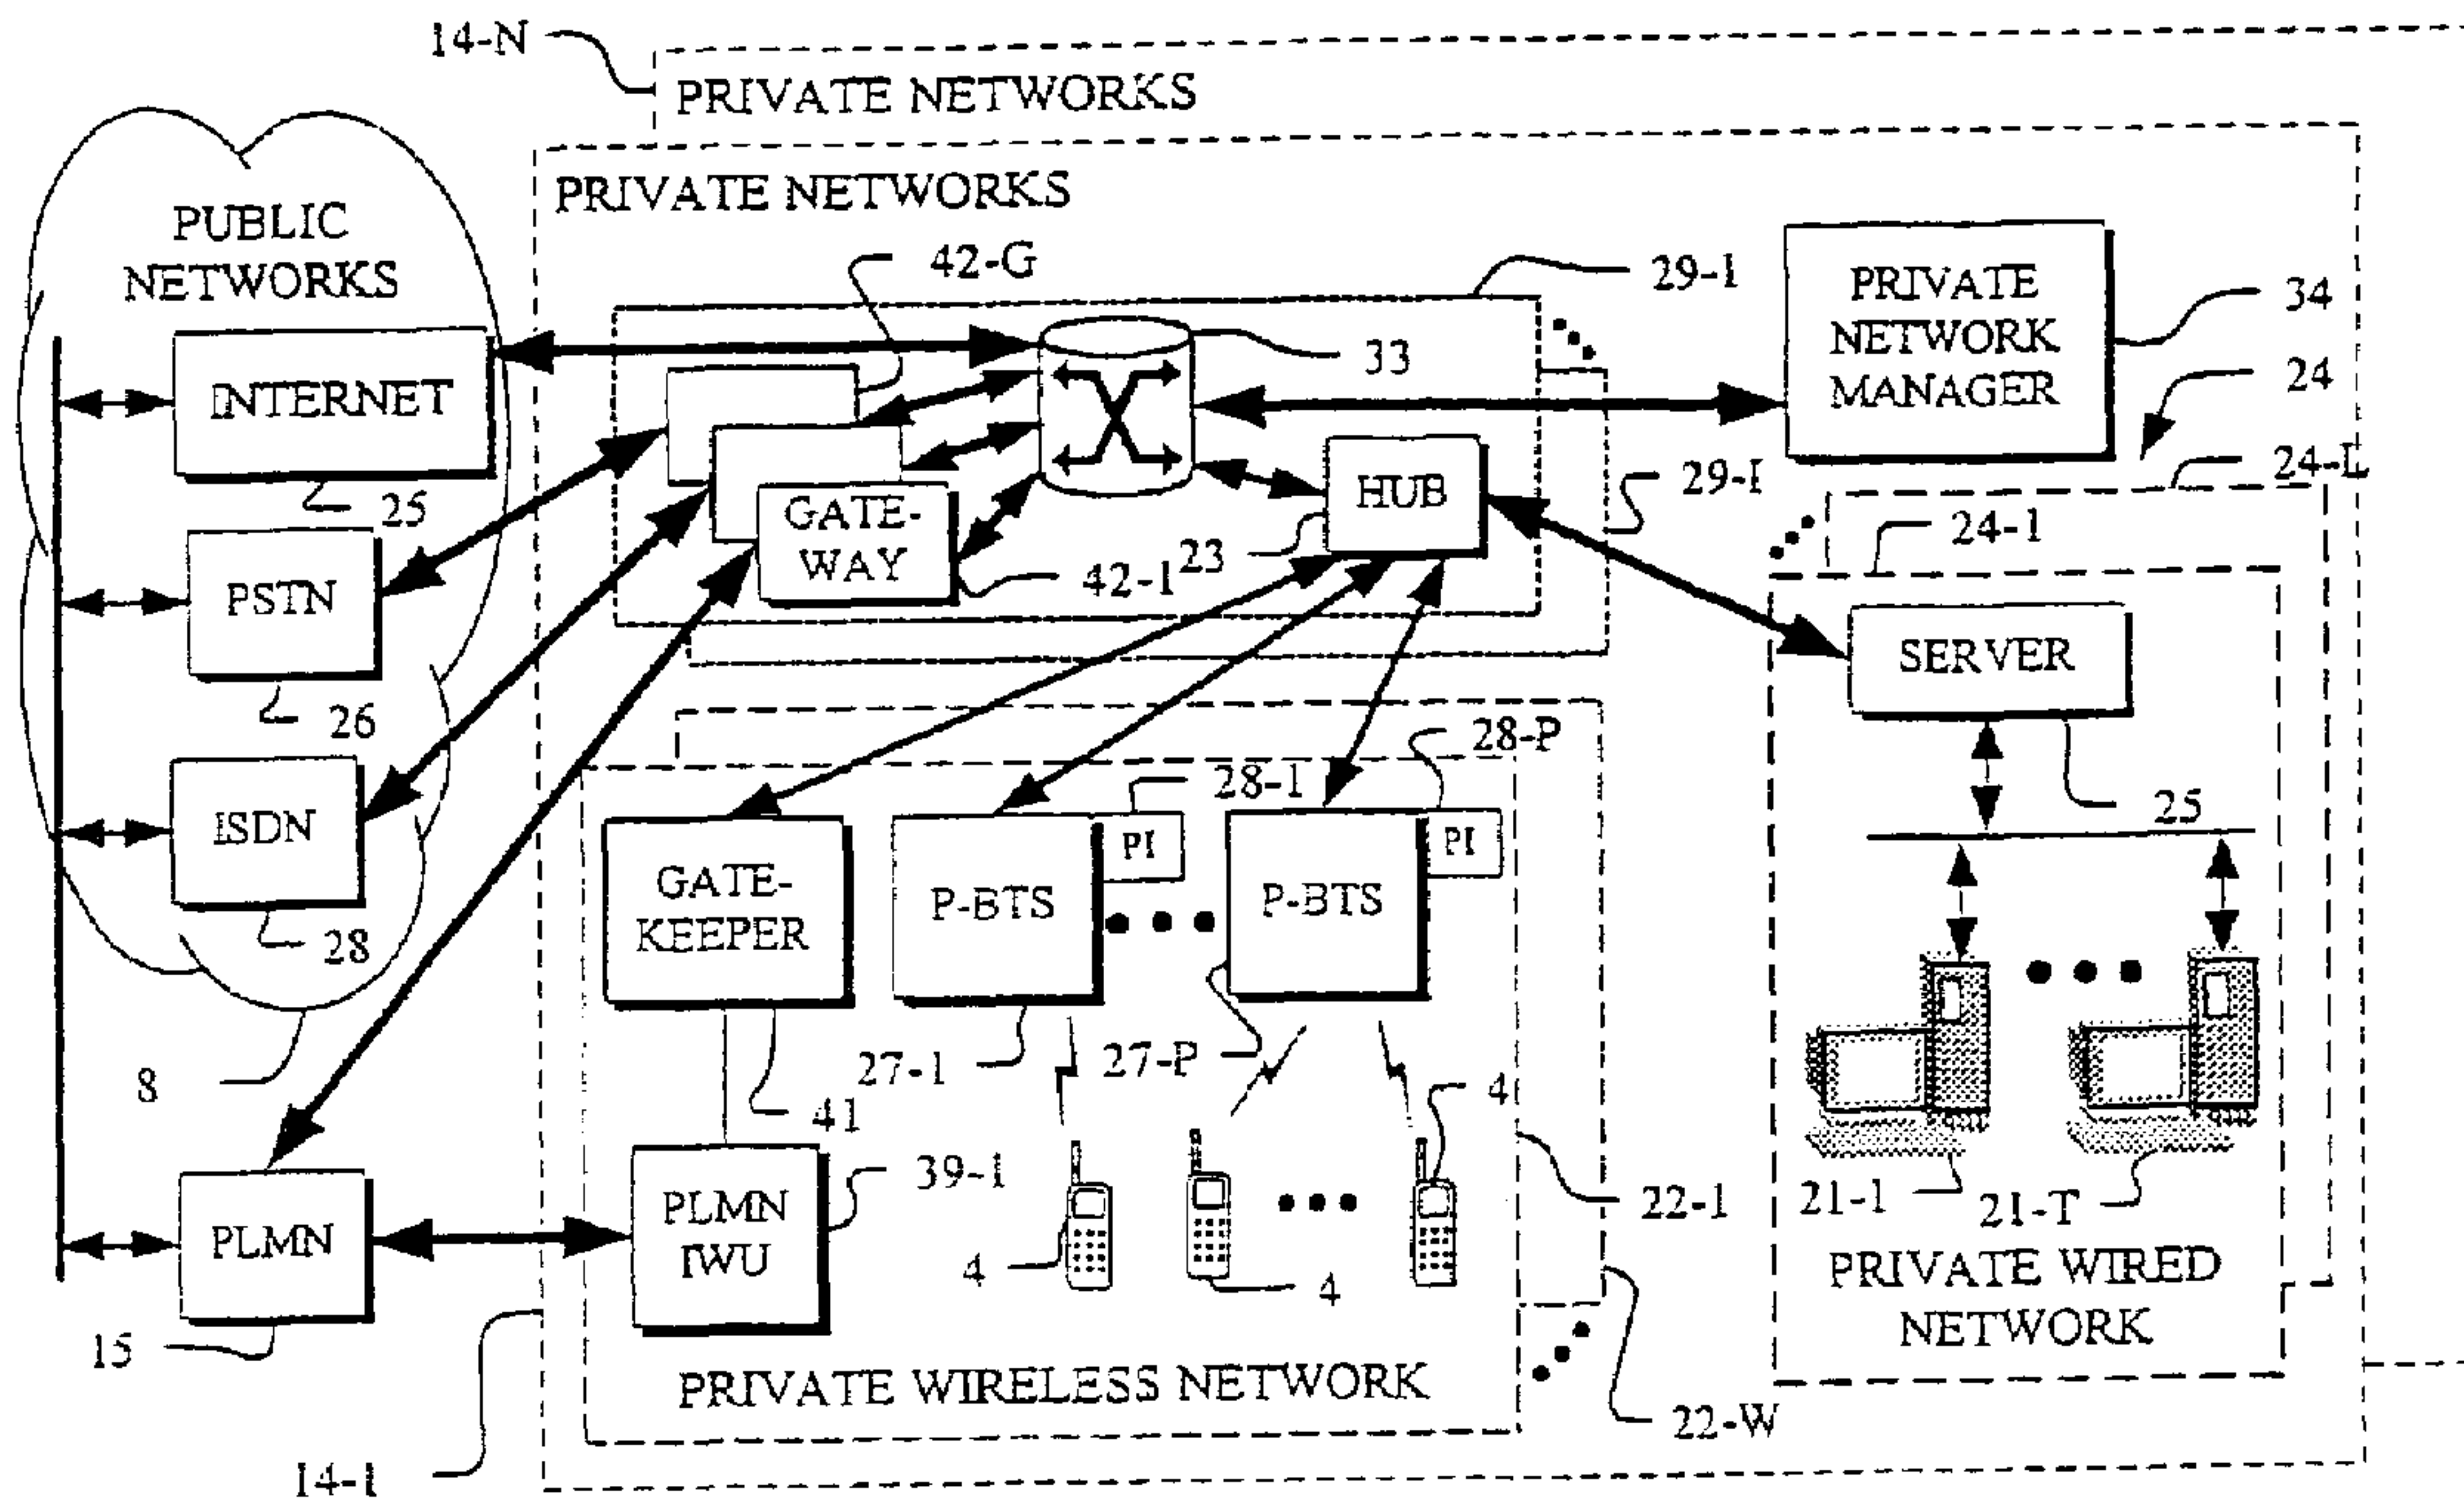 14-N
PRIVATE NETWORKS
PRIVATE NETWORKS
PUBLIC
NETWORKS
42-G
29-1
PRIVATE
NETWORK
MANAGER
34
33
24
INTERNET
25
HUB
29-I
24-L
24-1
GATE-
WAY
42-1
23
PSTN
26
SERVER
25
28-P
28-1
ISDN
28
GATE-
KEEPER
P-BTS
PI
P-BTS
PI
8
41
27-1
27-P
4
39-1
PLMN
IWU
22-1
21-1
21-T
PLMN
15
4
4
PRIVATE WIRED
NETWORK
PRIVATE WIRELESS NETWORK
22-W
14-1